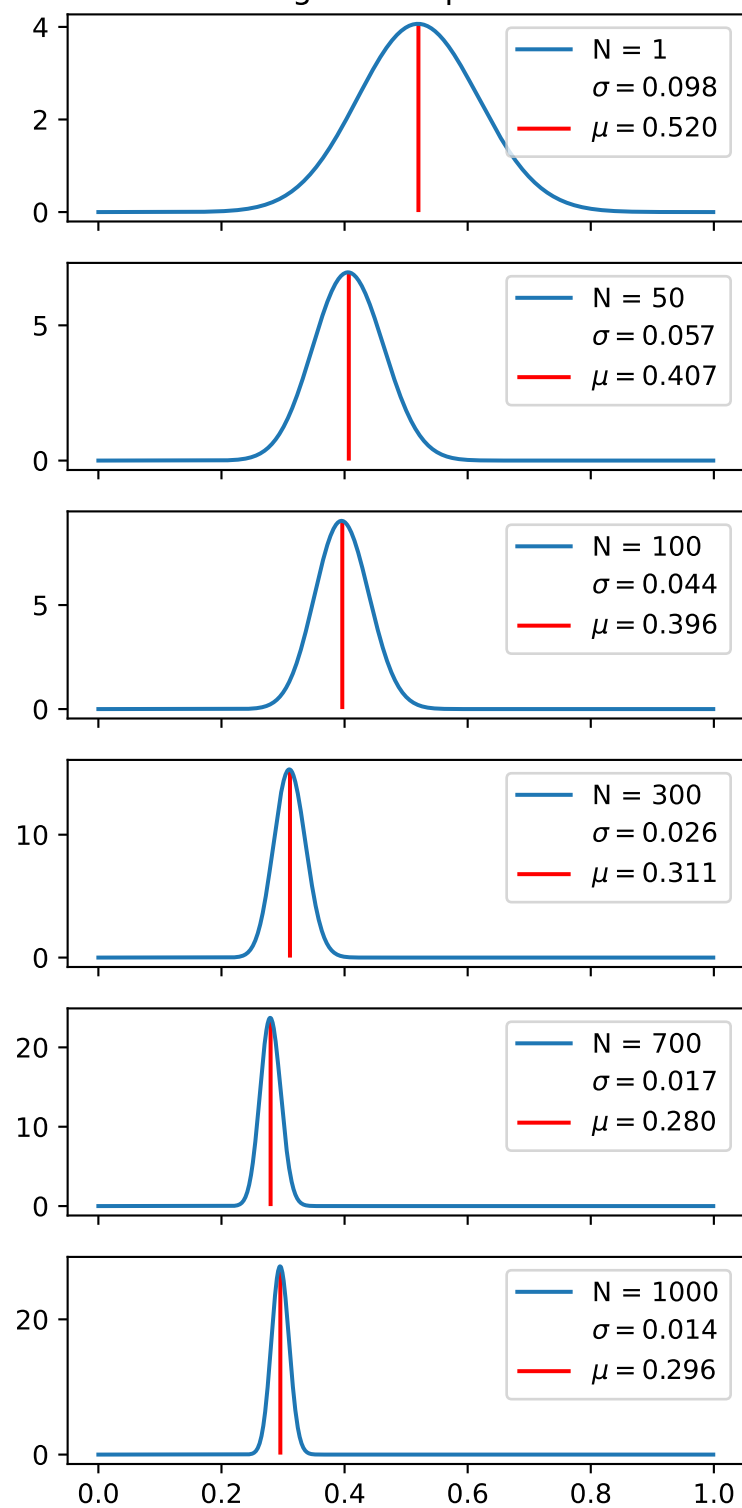 4
2
0
N = 1
σ = 0.098
μ = 0.520
5
0
N = 50
σ = 0.057
μ = 0.407
5
0
N = 100
σ = 0.044
μ = 0.396
10
0
N = 300
σ = 0.026
μ = 0.311
20
10
0
N = 700
σ = 0.017
μ = 0.280
20
0
N = 1000
σ = 0.014
μ = 0.296
0.0 0.2 0.4 0.6 0.8 1.0